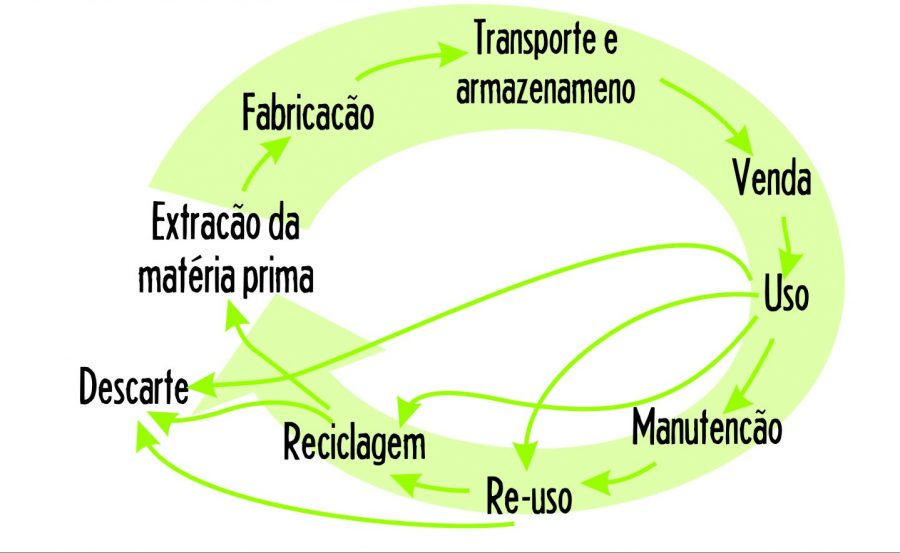 Transporte e
armazenameno
Fabricacão
Venda
Extracão da
matéria prima
Uso
Descarte
Manutencão
Reciclagem
Re-uso